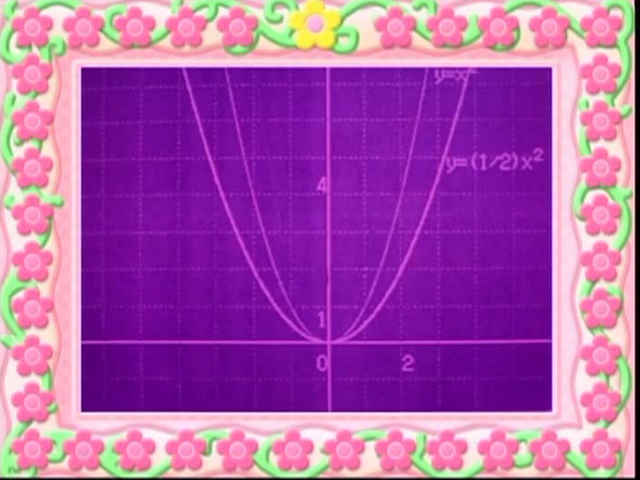 y=x²
y=(1/2)x²
4
1
0 2